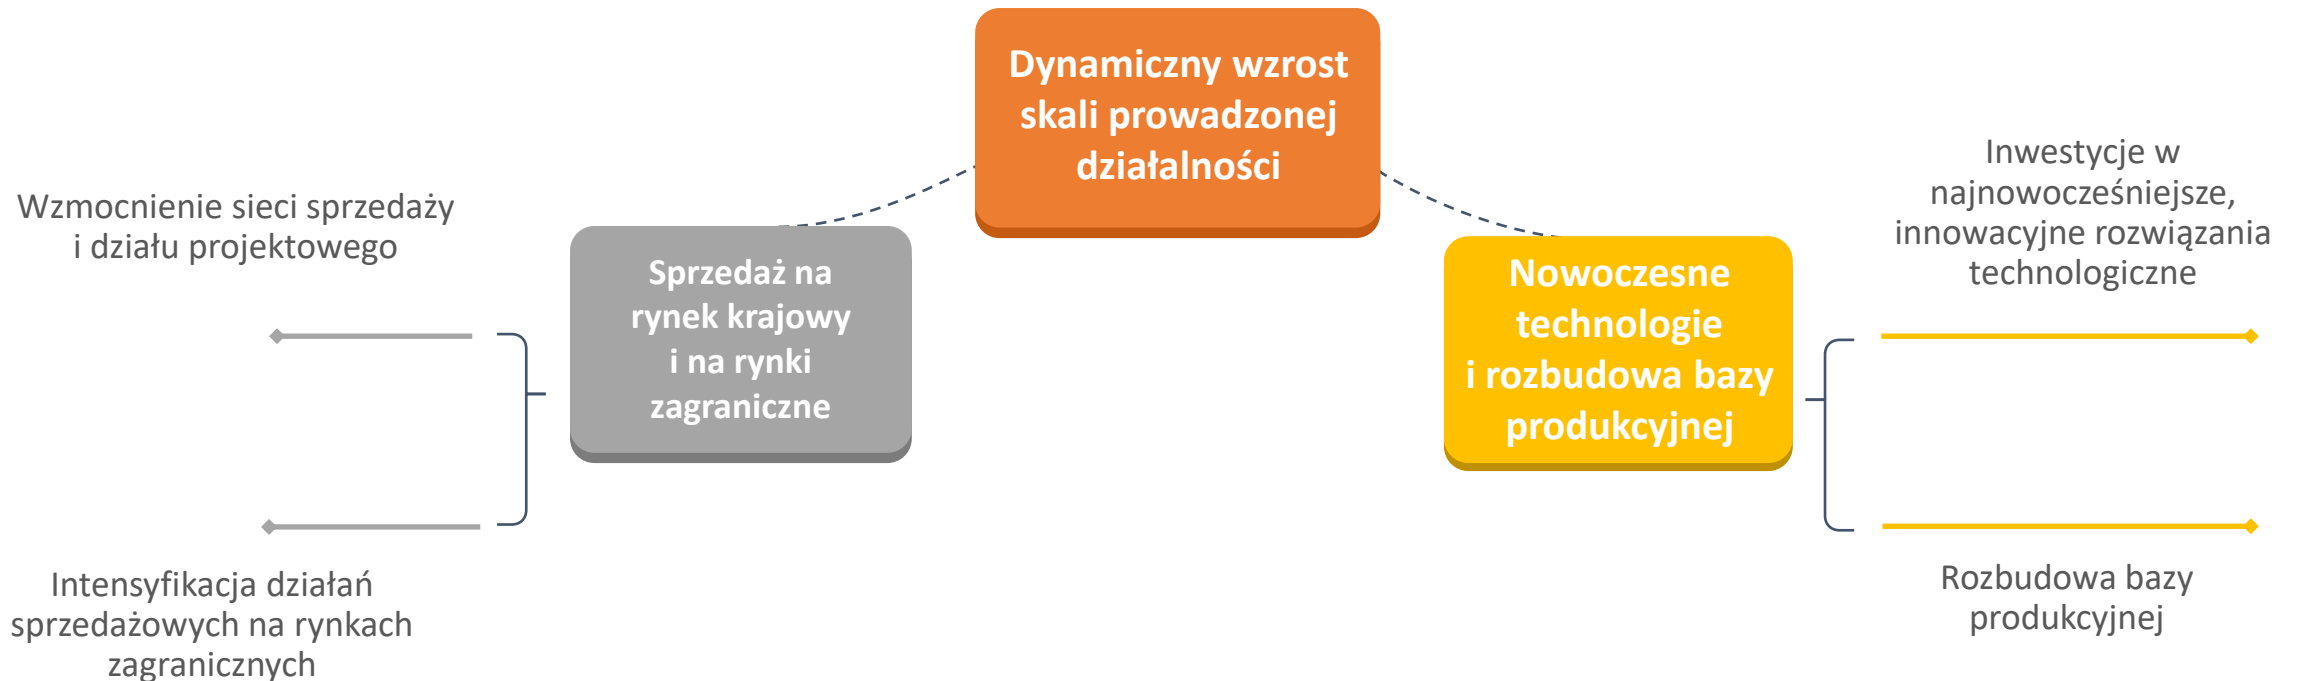 Dynamiczny wzrost
skali prowadzonej
działalności
Wzmocnienie sieci sprzedaży
i działu projektowego
Sprzedaż na
rynek krajowy
i na rynki
zagraniczne
Intensyfikacja działań
sprzedażowych na rynkach
zagranicznych
Nowoczesne
technologie
i rozbudowa bazy
produkcyjnej
Inwestycje w
najnowocześniejsze,
innowacyjne rozwiązania
technologiczne
Rozbudowa bazy
produkcyjnej